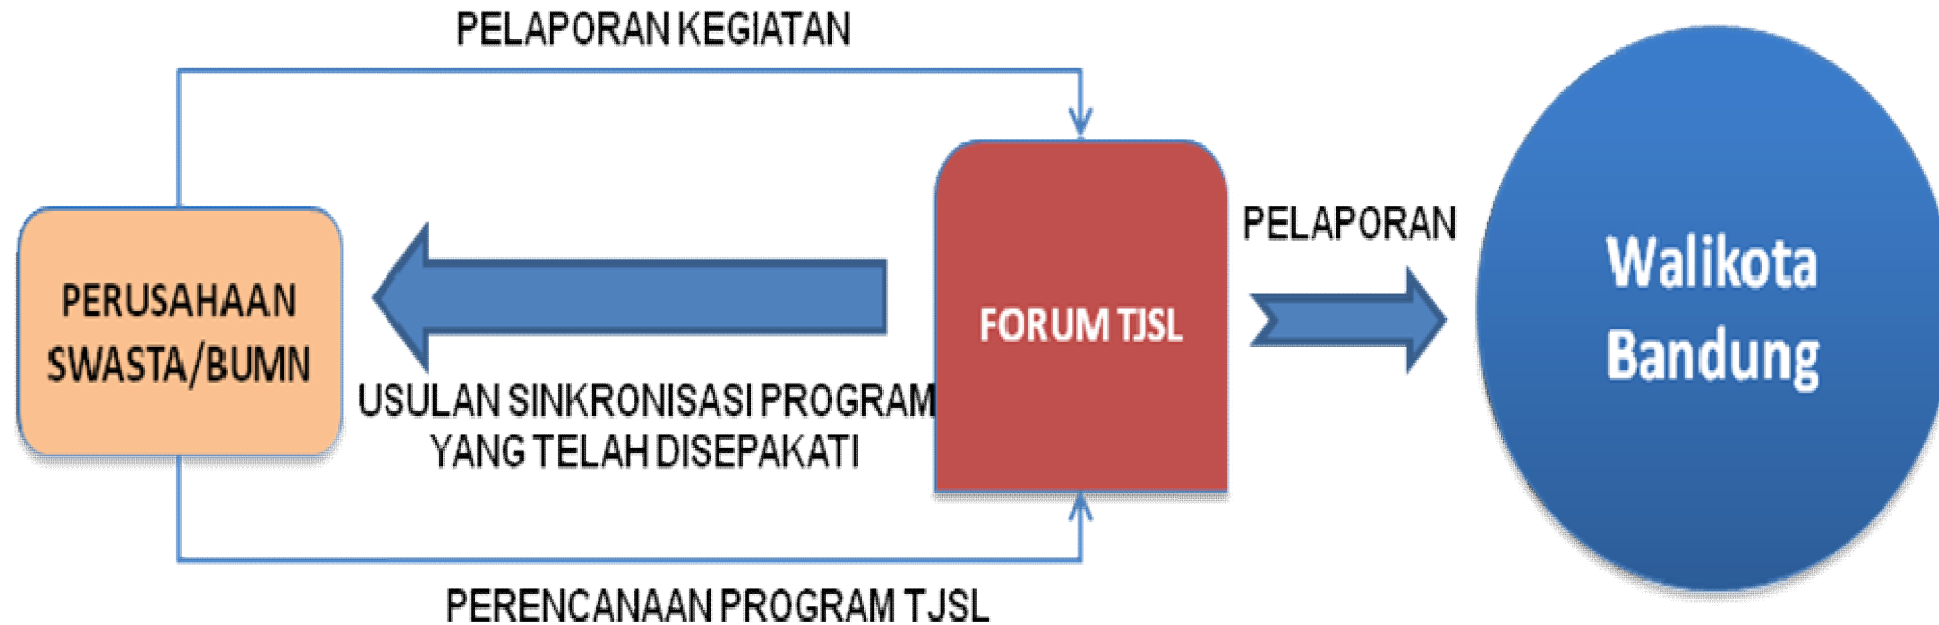 PELAPORAN KEGIATAN
PERUSAHAAN
SWASTA/BUMN
USULAN SINKRONISASI PROGRAM
YANG TELAH DISEPAKATI
FORUM TJSL
PELAPORAN
Walikota
Bandung
PERENCANAAN PROGRAM TJSL